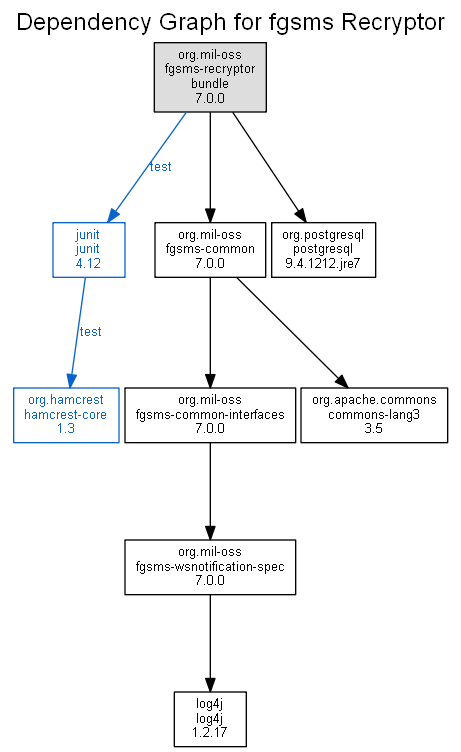 Dependency Graph for fgsms Recryptor
org.mil-oss
fgsms-recryptor
bundle
7.0.0
test
junit
junit
4.12
org.mil-oss
fgsms-common
7.0.0
org.postgresql
postgresql
9.4.1212.jre7
test
org.hamcrest
hamcrest-core
1.3
org.mil-oss
fgsms-common-interfaces
7.0.0
org.apache.commons
commons-lang3
3.5
org.mil-oss
fgsms-wsnotification-spec
7.0.0
log4j
log4j
1.2.17